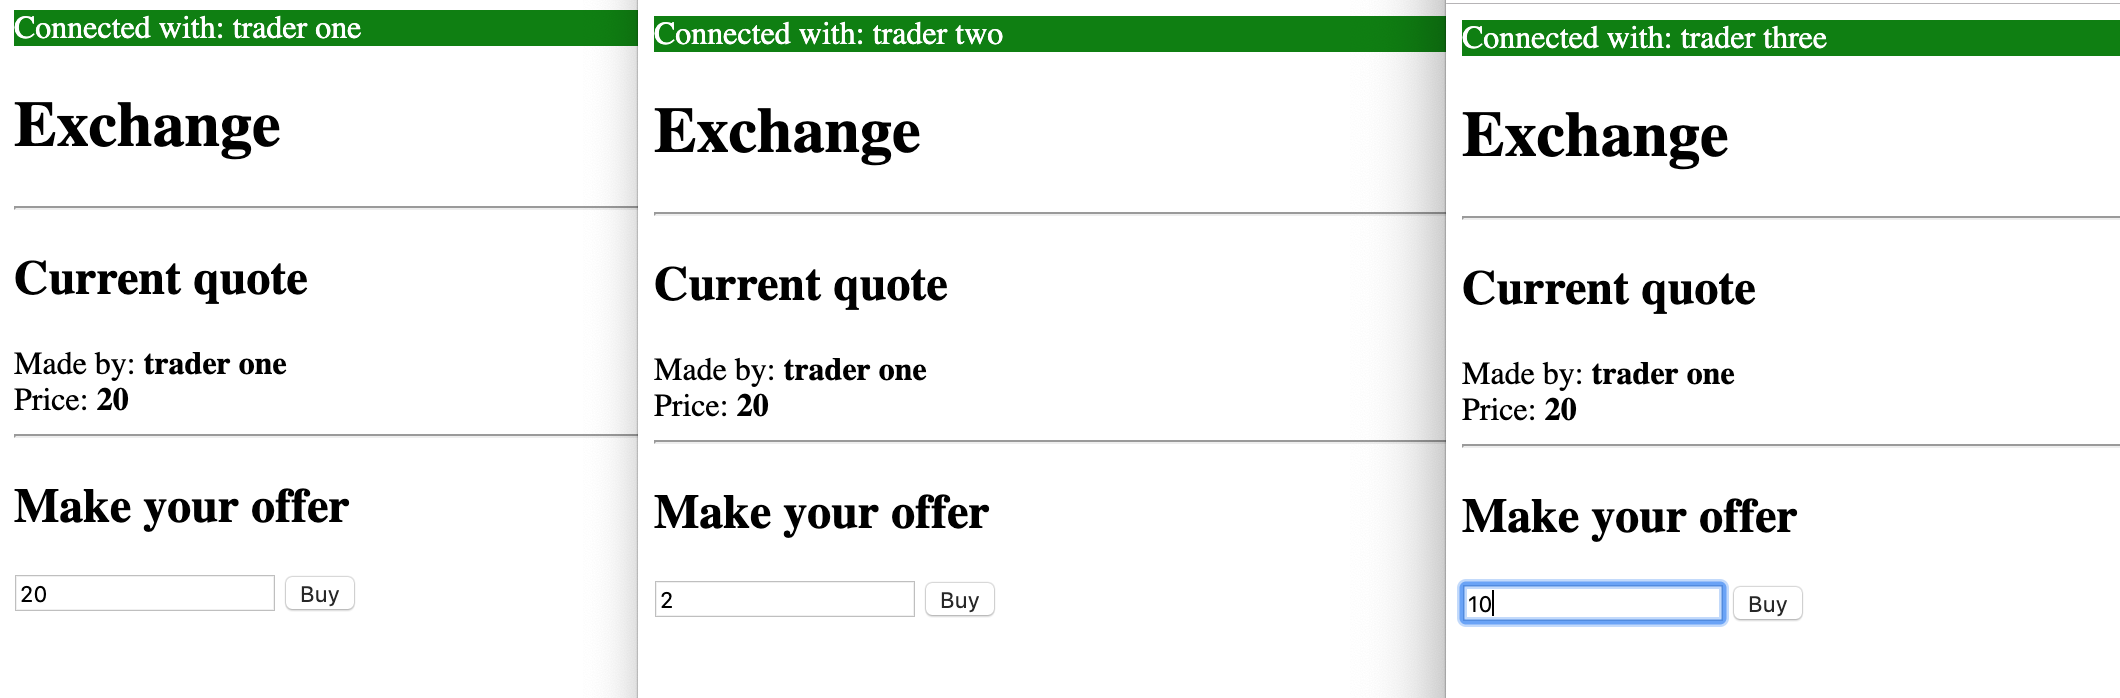 Connected with: trader one
Exchange
Current quote
Made by: trader one
Price: 20
Make your offer
20 Buy
Connected with: trader two
Exchange
Current quote
Made by: trader one
Price: 20
Make your offer
2 Buy
Connected with: trader three
Exchange
Current quote
Made by: trader one
Price: 20
Make your offer
10 Buy